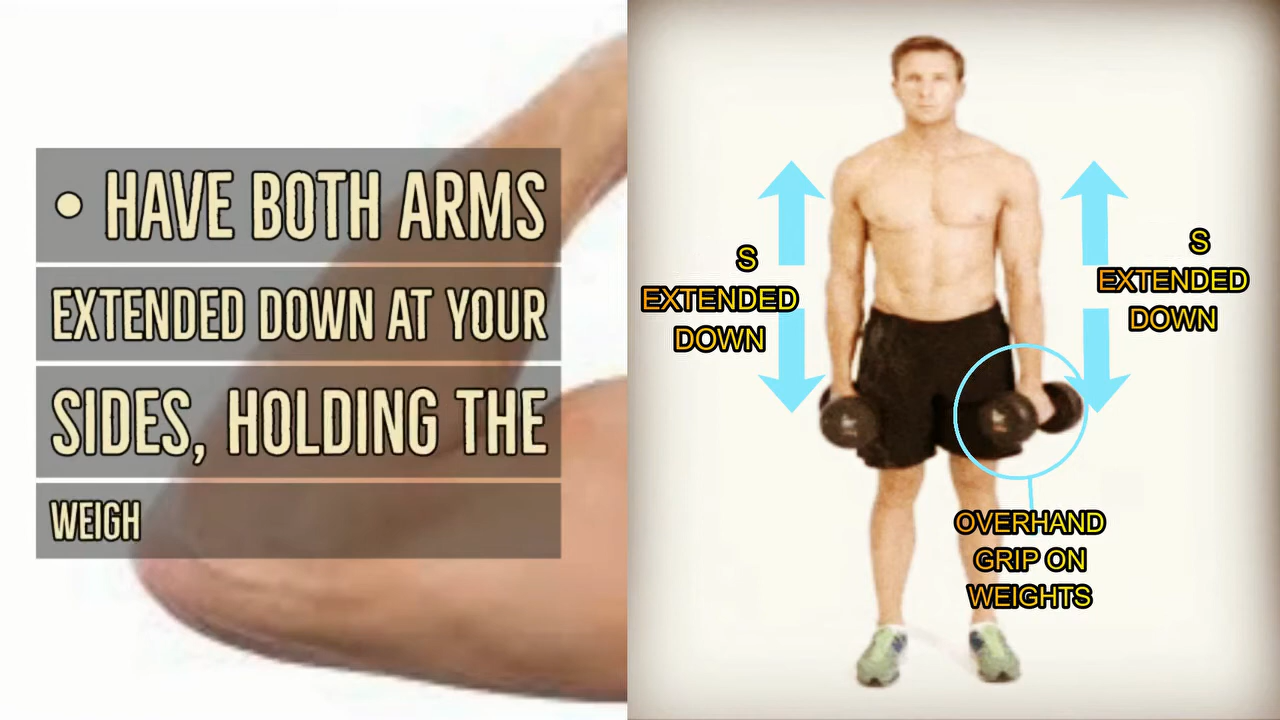 • HAVE BOTH ARMS
EXTENDED DOWN AT YOUR
SIDES, HOLDING THE
WEIGH
S
EXTENDED
DOWN
S
EXTENDED
DOWN
OVERHAND
GRIP ON
WEIGHTS